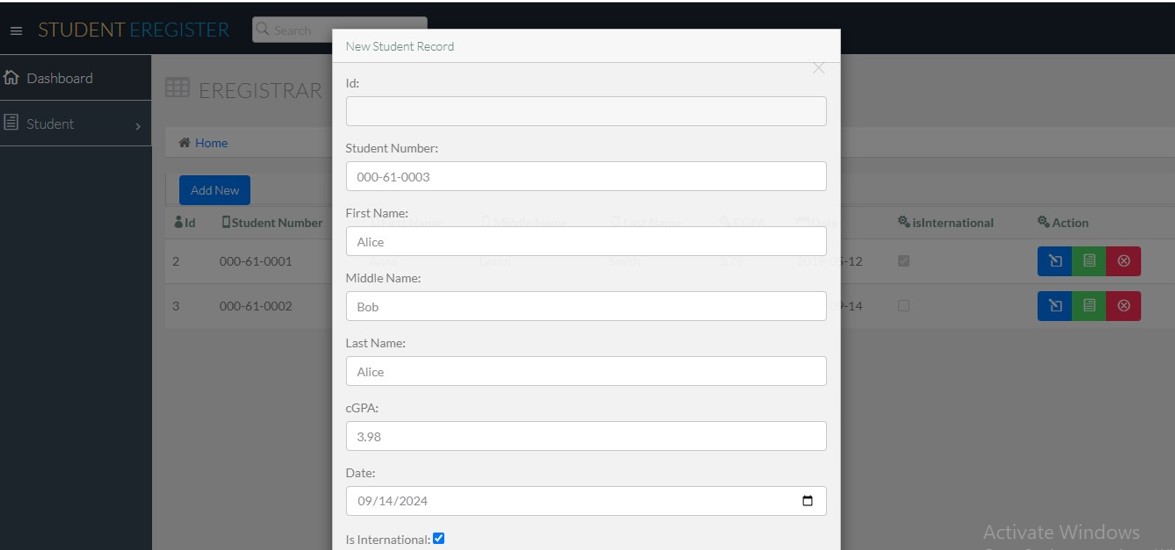 STUDENT EREGISTER
Search
New Student Record
Dashboard
Student
EREGISTRAR
Home
Add New
Id:
Student Number:
000-61-0003
First Name:
Alice
Middle Name:
Bob
Last Name:
Alice
cGPA:
3.98
Date:
09/14/2024
Is International:
Id Student Number isInternational Action
2 000-61-0001 -12
3 000-61-0002 -14
Activate Windows